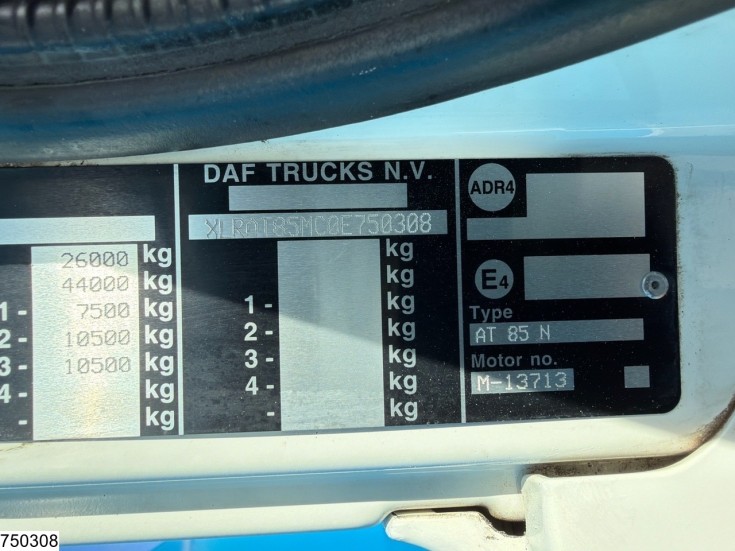 DAF TRUCKS N.V.
XLRAT85MC0E750308
26000 kg
44000 kg
1- 7500 kg
2- 10500 kg
3- 10500 kg
4- kg
- kg
kg
kg
1- kg
2- kg
3- kg
4- kg
- kg
ADR4
E4
Type
AT 85 N
Motor no.
M-13713
750308